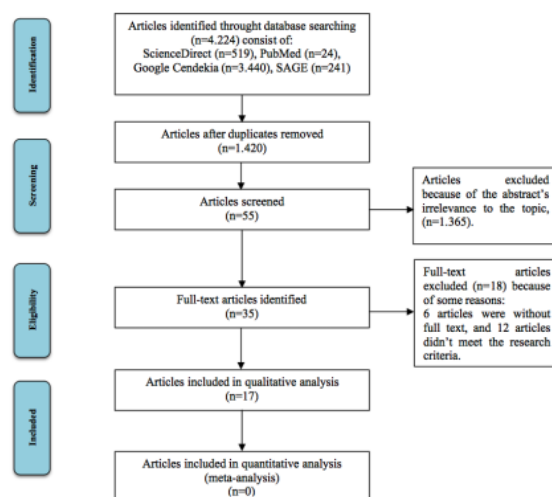 Identification
Articles identified throught database searching
(n=4.224) consist of:
ScienceDirect (n=519), PubMed (n=24),
Google Cendekia (n=3.440), SAGE (n=241)
Articles after duplicates removed
(n=1.420)
Screening
Articles screened
(n=55)
Articles excluded
because of the abstract's
irrelevance to the topic,
(n=1.365).
Eligibility
Full-text articles identified
(n=35)
Full-text articles
excluded (n=18) because
of some reasons:
6 articles were without
full text, and 12 articles
didn't meet the research
criteria.
Included
Articles included in qualitative analysis
(n=17)
Articles included in quantitative analysis
(meta-analysis)
(n=0)